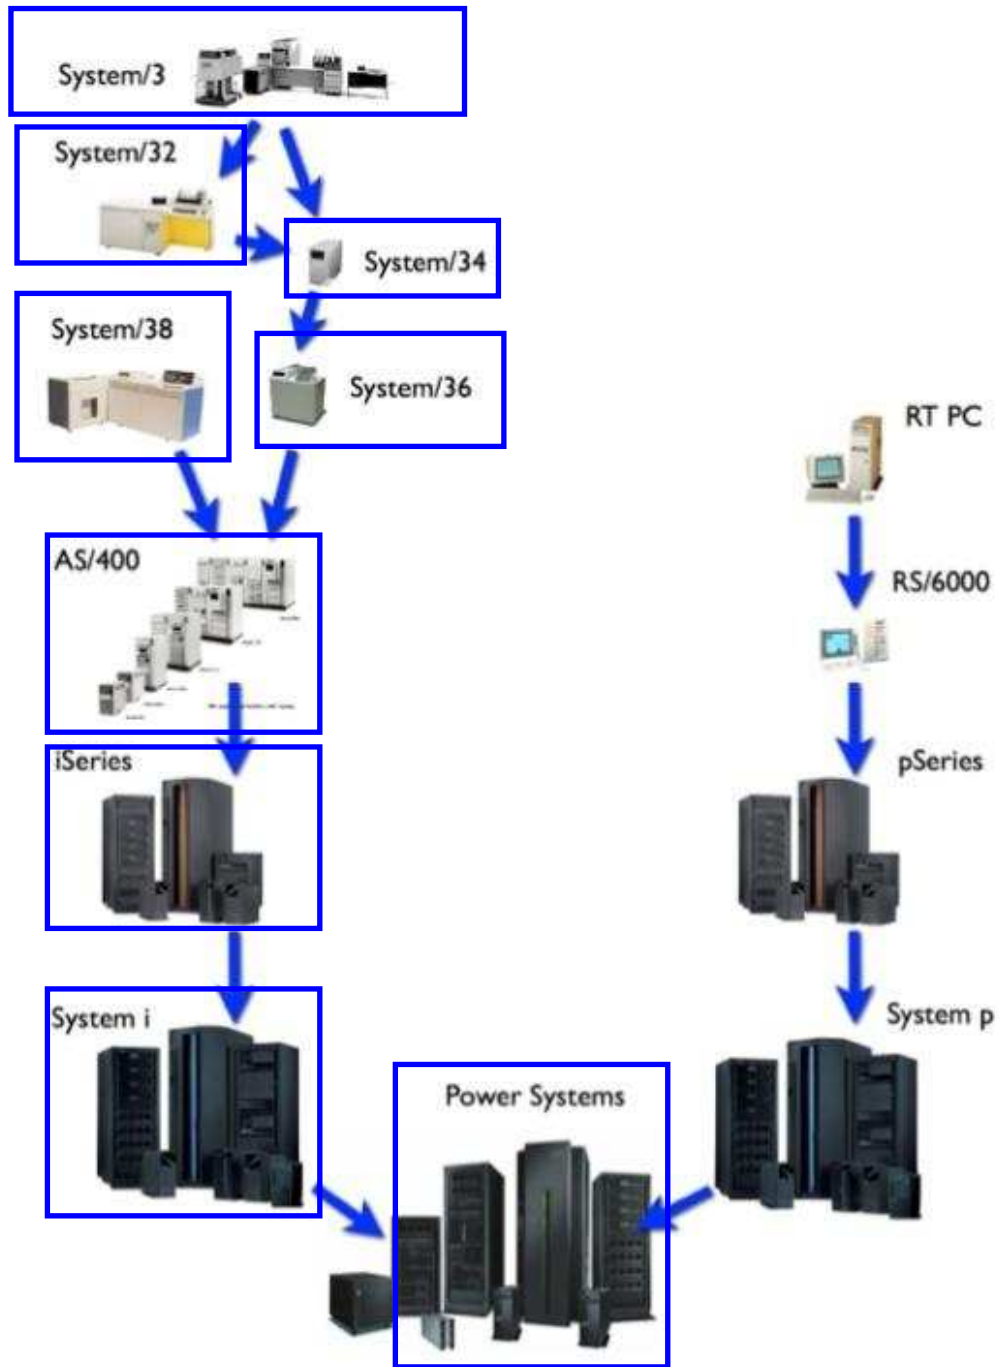 System/3
System/32
System/34
System/38
System/36
RT PC
AS/400
RS/6000
iSeries
pSeries
System i
System p
Power Systems